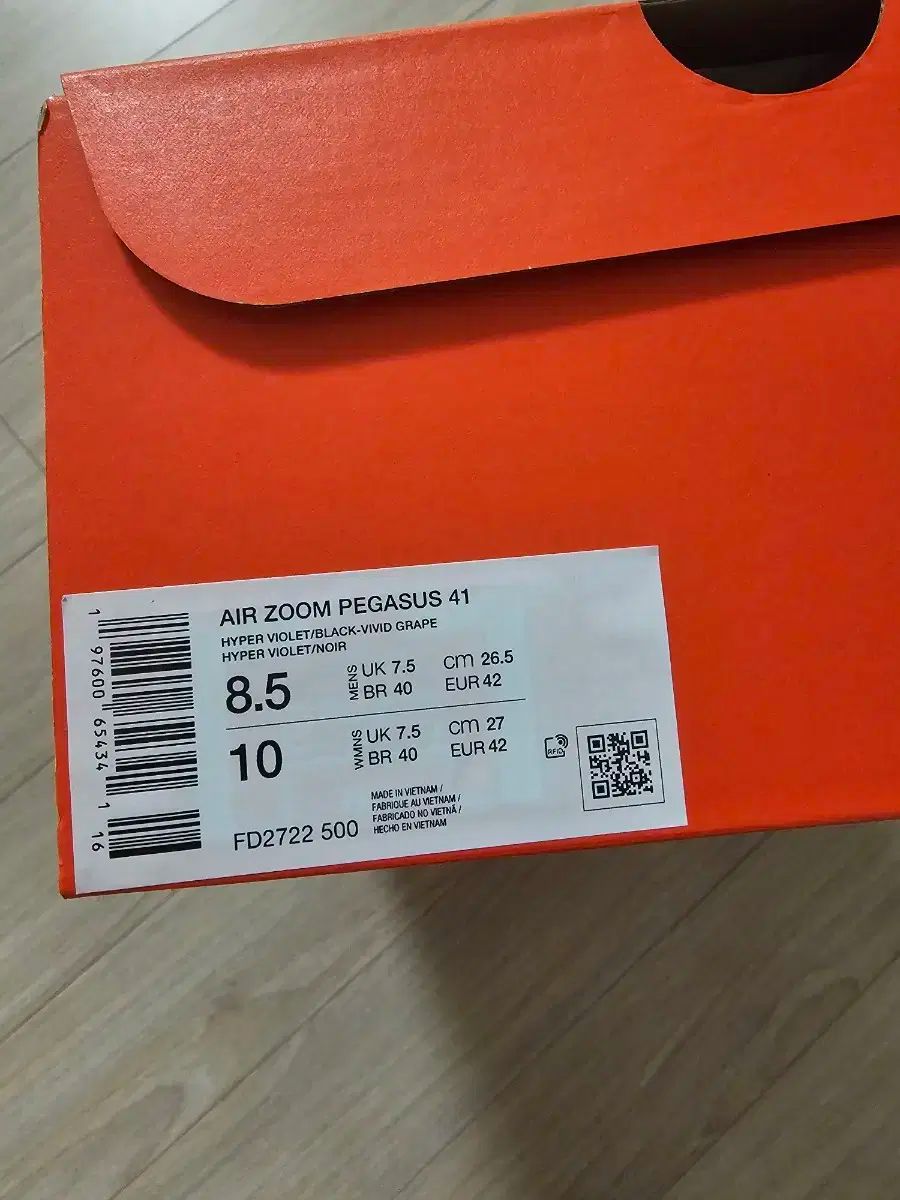 AIR ZOOM PEGASUS 41
HYPER VIOLET/BLACK-VIVID GRAPE
HYPER VIOLET/NOIR
8.5 MENS UK 7.5 CM 26.5
BR 40 EUR 42
10 WMNS UK 7.5 CM 27
BR 40 EUR 42
RFID
MADE IN VIETNAM /
FABRIQUE AU VIETNAM /
FABRICADO NO VIETNÃ /
HECHO EN VIETNAM
FD2722 500
1 97600 65434 1 16